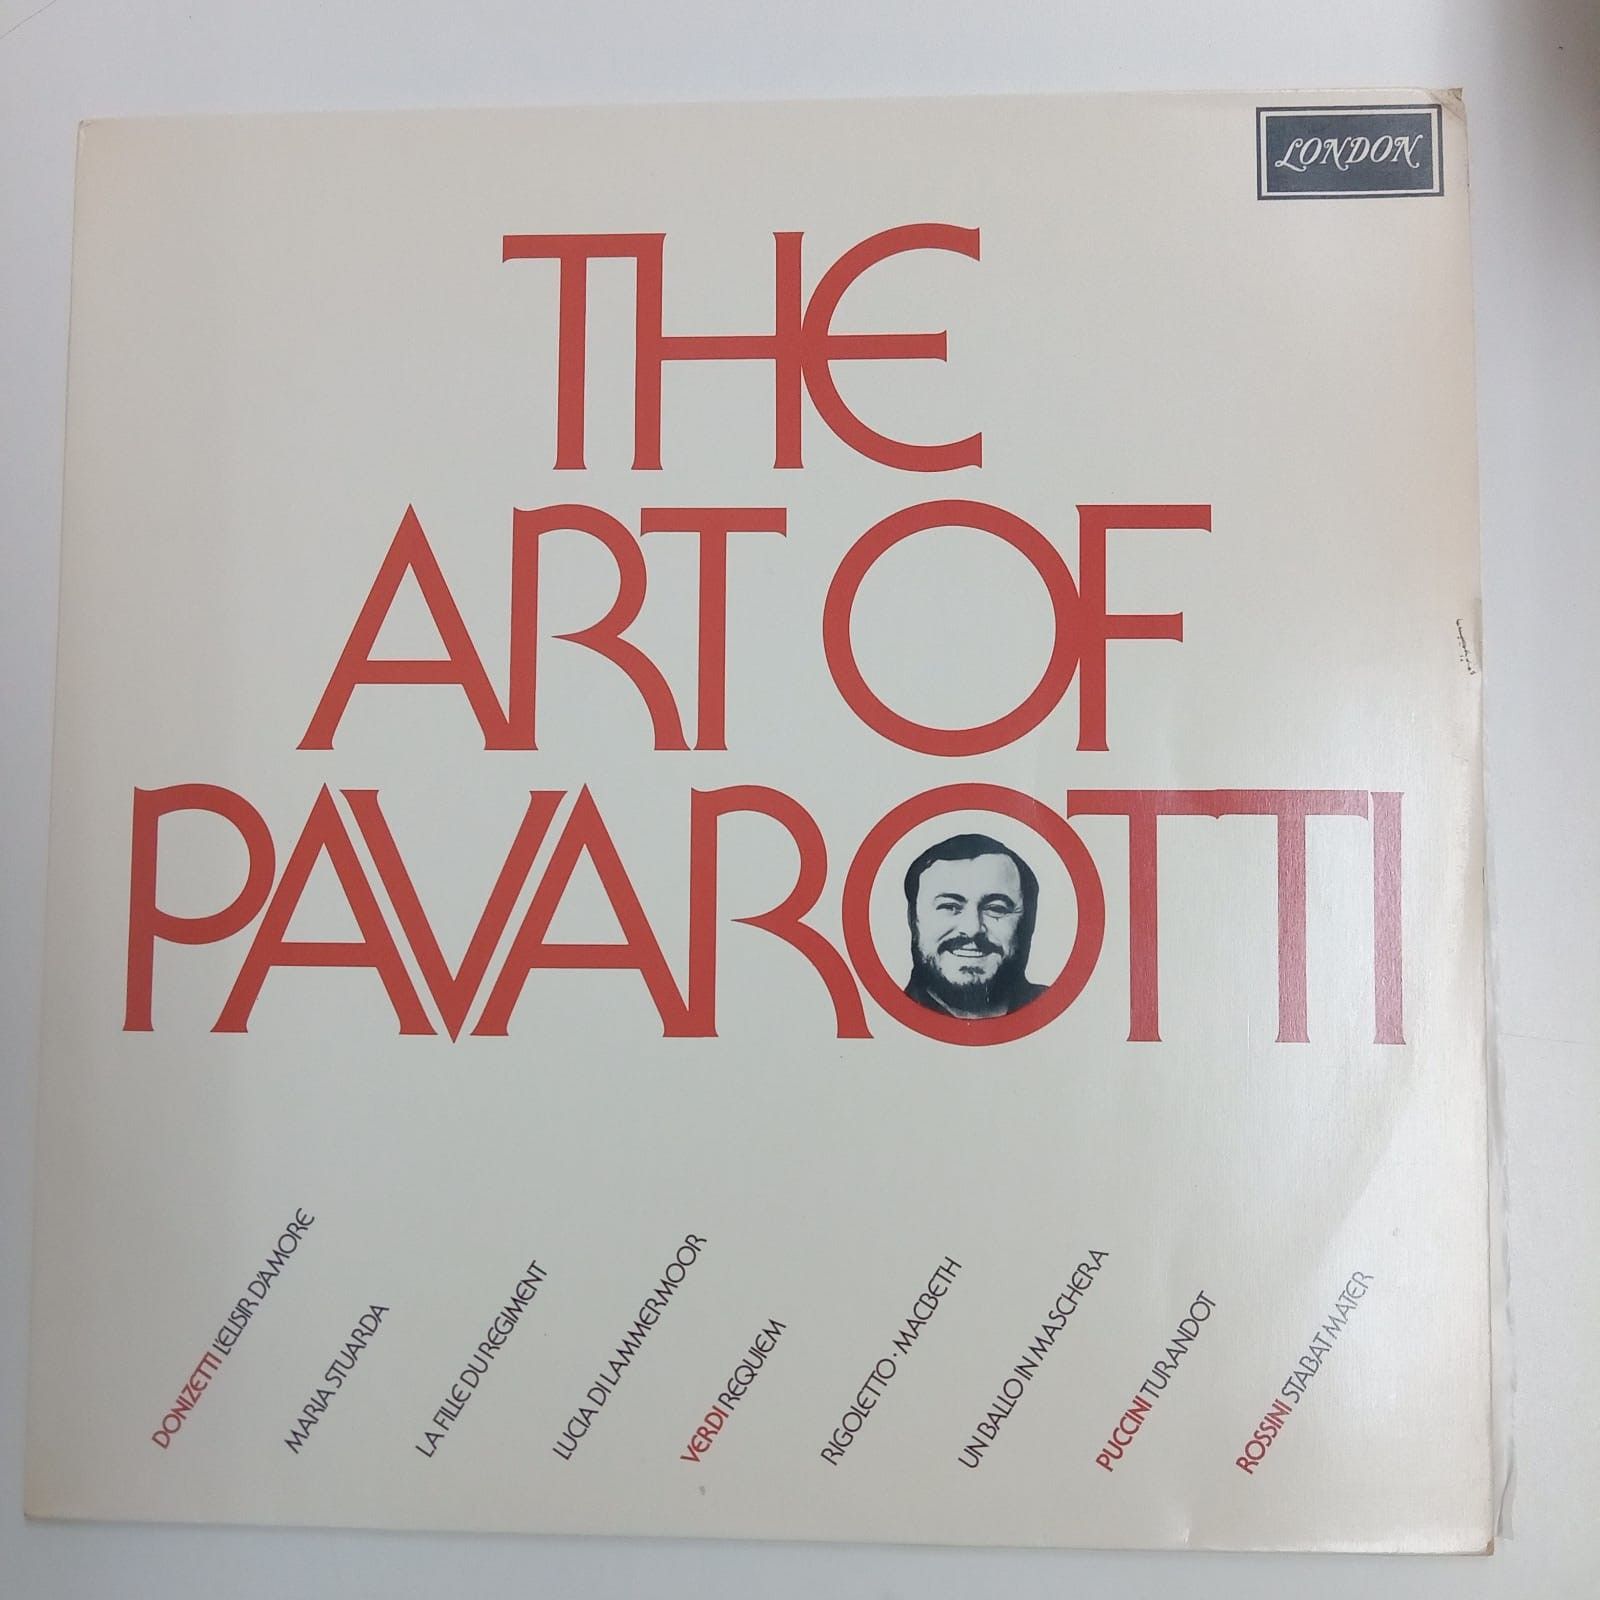 LONDON
THE
ART OF
PAVAROTTI
DONIZETTI L'ELISIR D'AMORE
MARIA STUARDA
LA FILLE DU REGIMENT
LUCIA DI LAMMERMOOR
VERDI REQUIEM
RIGOLETTO · MACBETH
UN BALLO IN MASCHERA
PUCCINI TURANDOT
ROSSINI STABAT MATER